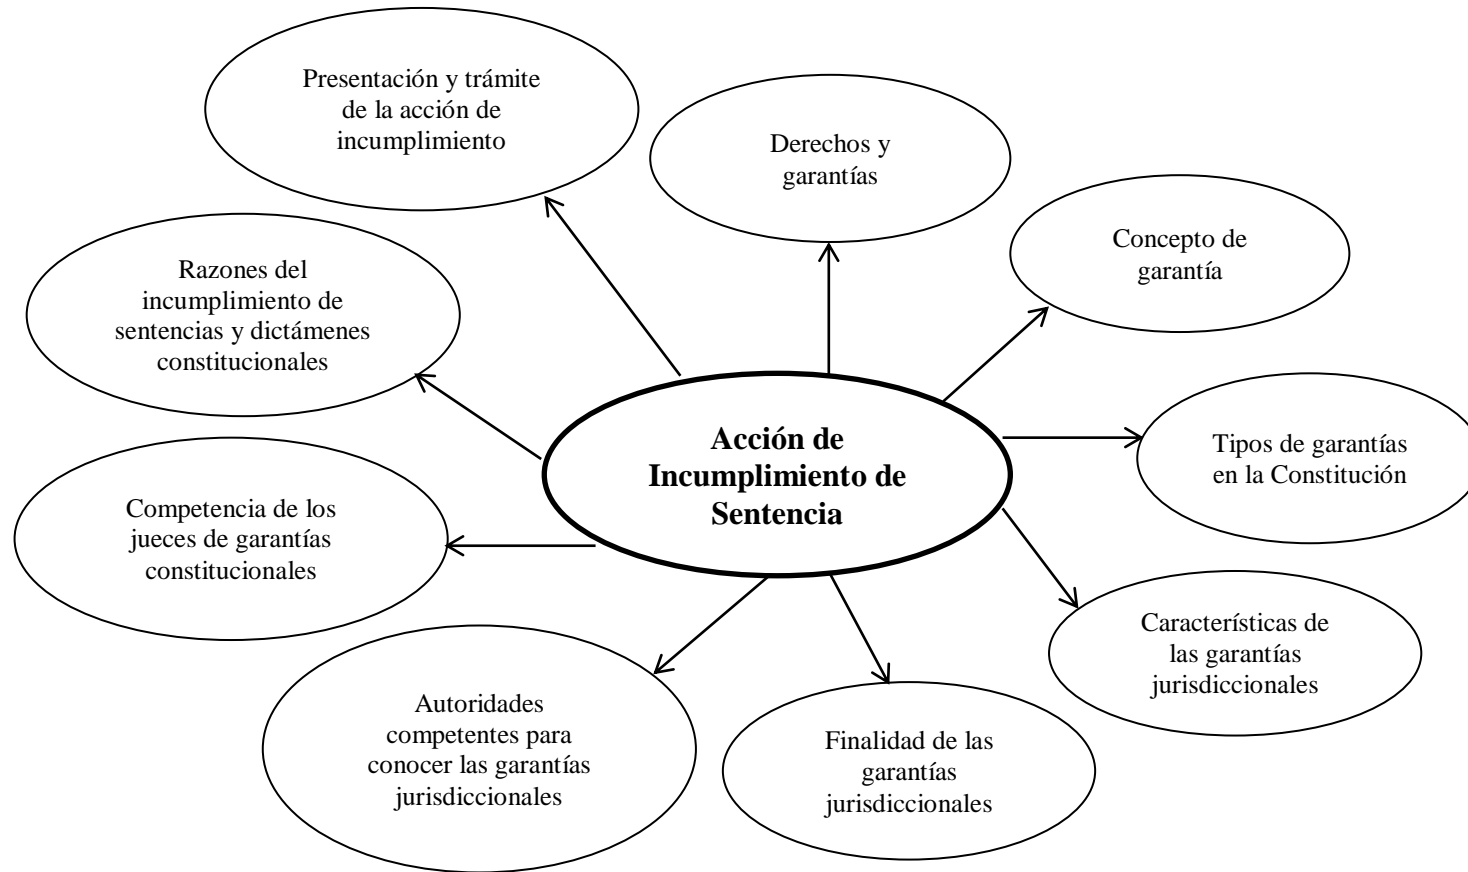 Presentación y trámite
de la acción de
incumplimiento
Derechos y
garantías
Concepto de
garantía
Razones del
incumplimiento de
sentencias y dictámenes
constitucionales
Acción de
Incumplimiento de
Sentencia
Tipos de garantías
en la Constitución
Competencia de los
jueces de garantías
constitucionales
Características de
las garantías
jurisdiccionales
Autoridades
competentes para
conocer las garantías
jurisdiccionales
Finalidad de las
garantías
jurisdiccionales